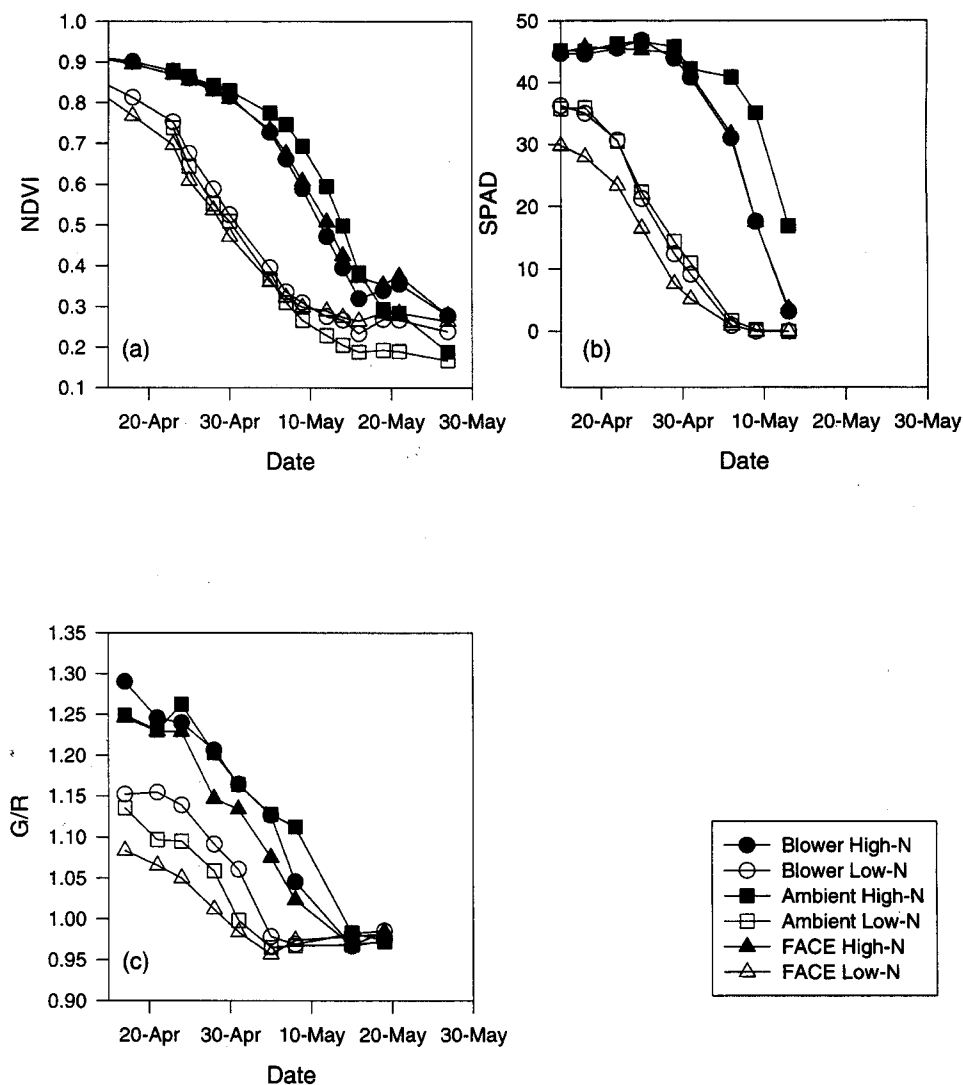 1.0
0.9
0.8
0.7
0.6
0.5
0.4
0.3
0.2
0.1
NDVI
(a)
20-Apr 30-Apr 10-May 20-May 30-May
Date
50
40
30
20
10
0
SPAD
(b)
20-Apr 30-Apr 10-May 20-May 30-May
Date
1.35
1.30
1.25
1.20
1.15
1.10
1.05
1.00
0.95
0.90
G/R
(c)
20-Apr 30-Apr 10-May 20-May 30-May
Date
Blower High-N
Blower Low-N
Ambient High-N
Ambient Low-N
FACE High-N
FACE Low-N